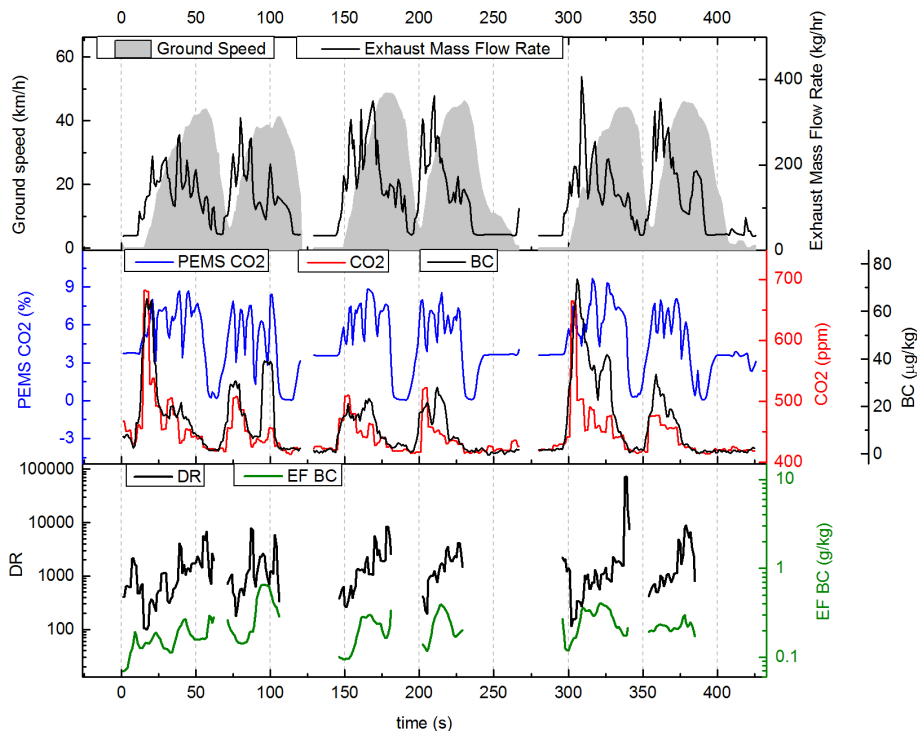 0 50 100 150 200 250 300 350 400
Ground Speed
Exhaust Mass Flow Rate
Ground speed (km/h)
60
40
20
0
Exhaust Mass Flow Rate (kg/hr)
400
300
200
100
0
PEMS CO2
CO2
BC
PEMS CO2 (%)
9
6
3
0
-3
CO2 (ppm)
700
600
500
400
BC (µg/kg)
80
60
40
20
0
DR
EF BC
DR
100000
10000
1000
100
EF BC (g/kg)
10
1
0.1
0 50 100 150 200 250 300 350 400
time (s)